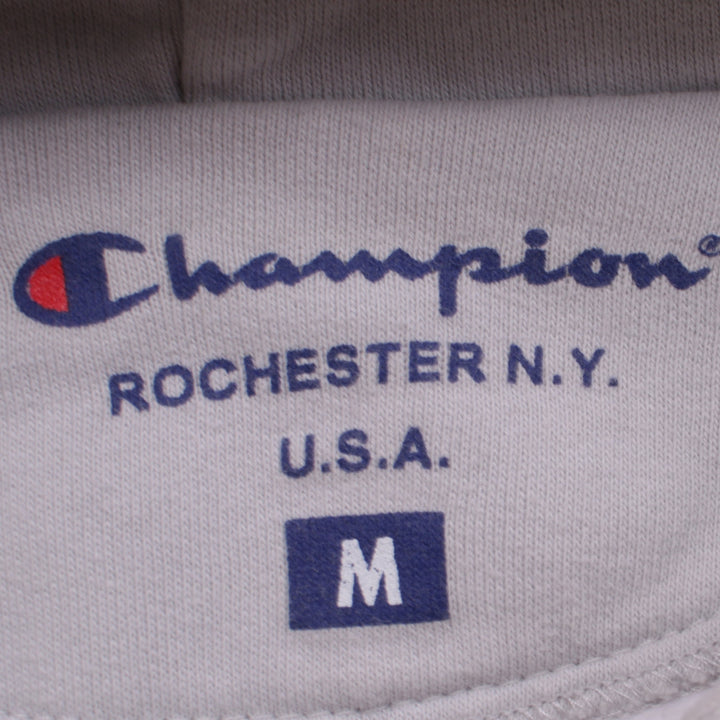 Champion®
ROCHESTER N.Y.
U.S.A.
M